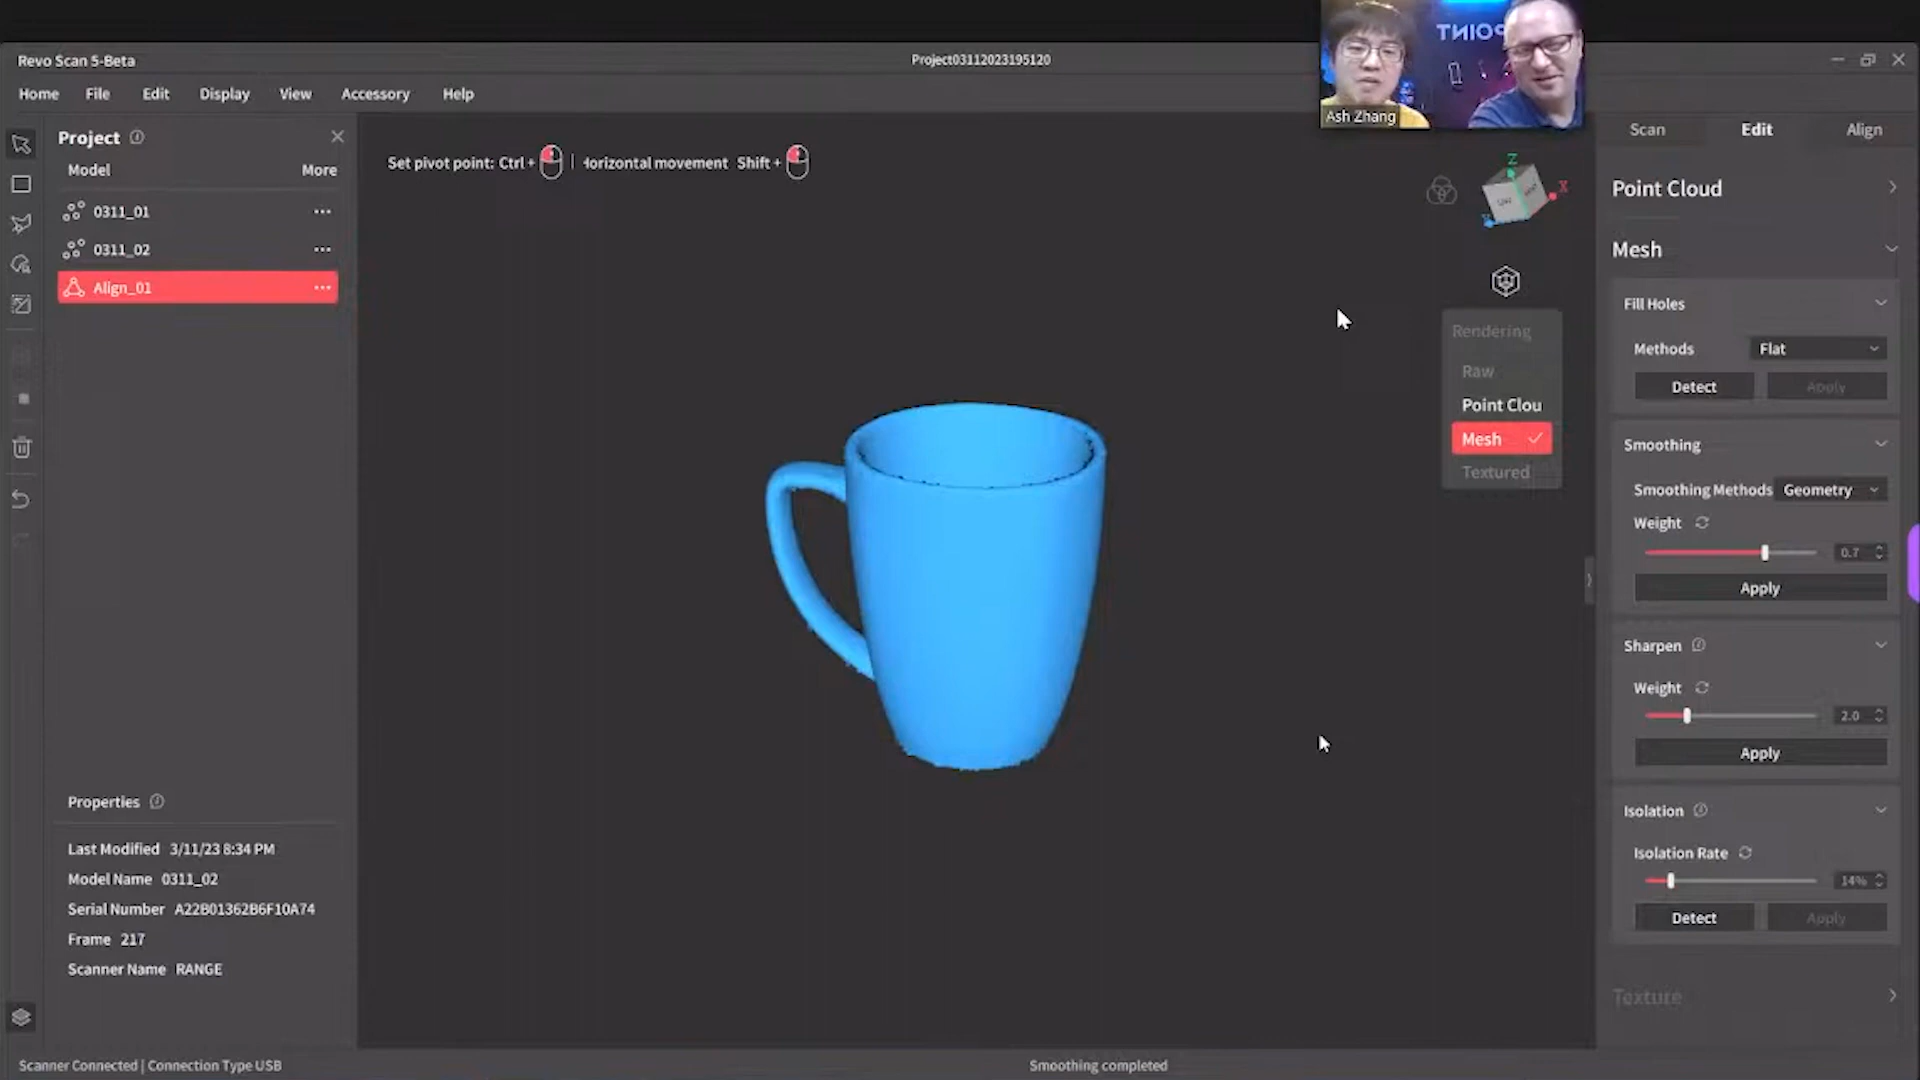 Revo Scan 5-Beta
Project03112023195120
Home File Edit Display View Accessory Help
Ash Zhang
Project
Model More
0311_01
0311_02
Align_01
Set pivot point: Ctrl + | Horizontal movement Shift +
Z
X
Rendering
Raw
Point Clou
Mesh
Textured
Scan Edit Align
Point Cloud
Mesh
Fill Holes
Methods Flat
Detect Apply
Smoothing
Smoothing Methods Geometry
Weight
0.7
Apply
Sharpen
Weight
2.0
Apply
Isolation
Isolation Rate
14%
Detect Apply
Texture
Properties
Last Modified 3/11/23 8:34 PM
Model Name 0311_02
Serial Number A22B01362B6F10A74
Frame 217
Scanner Name RANGE
Scanner Connected | Connection Type USB
Smoothing completed